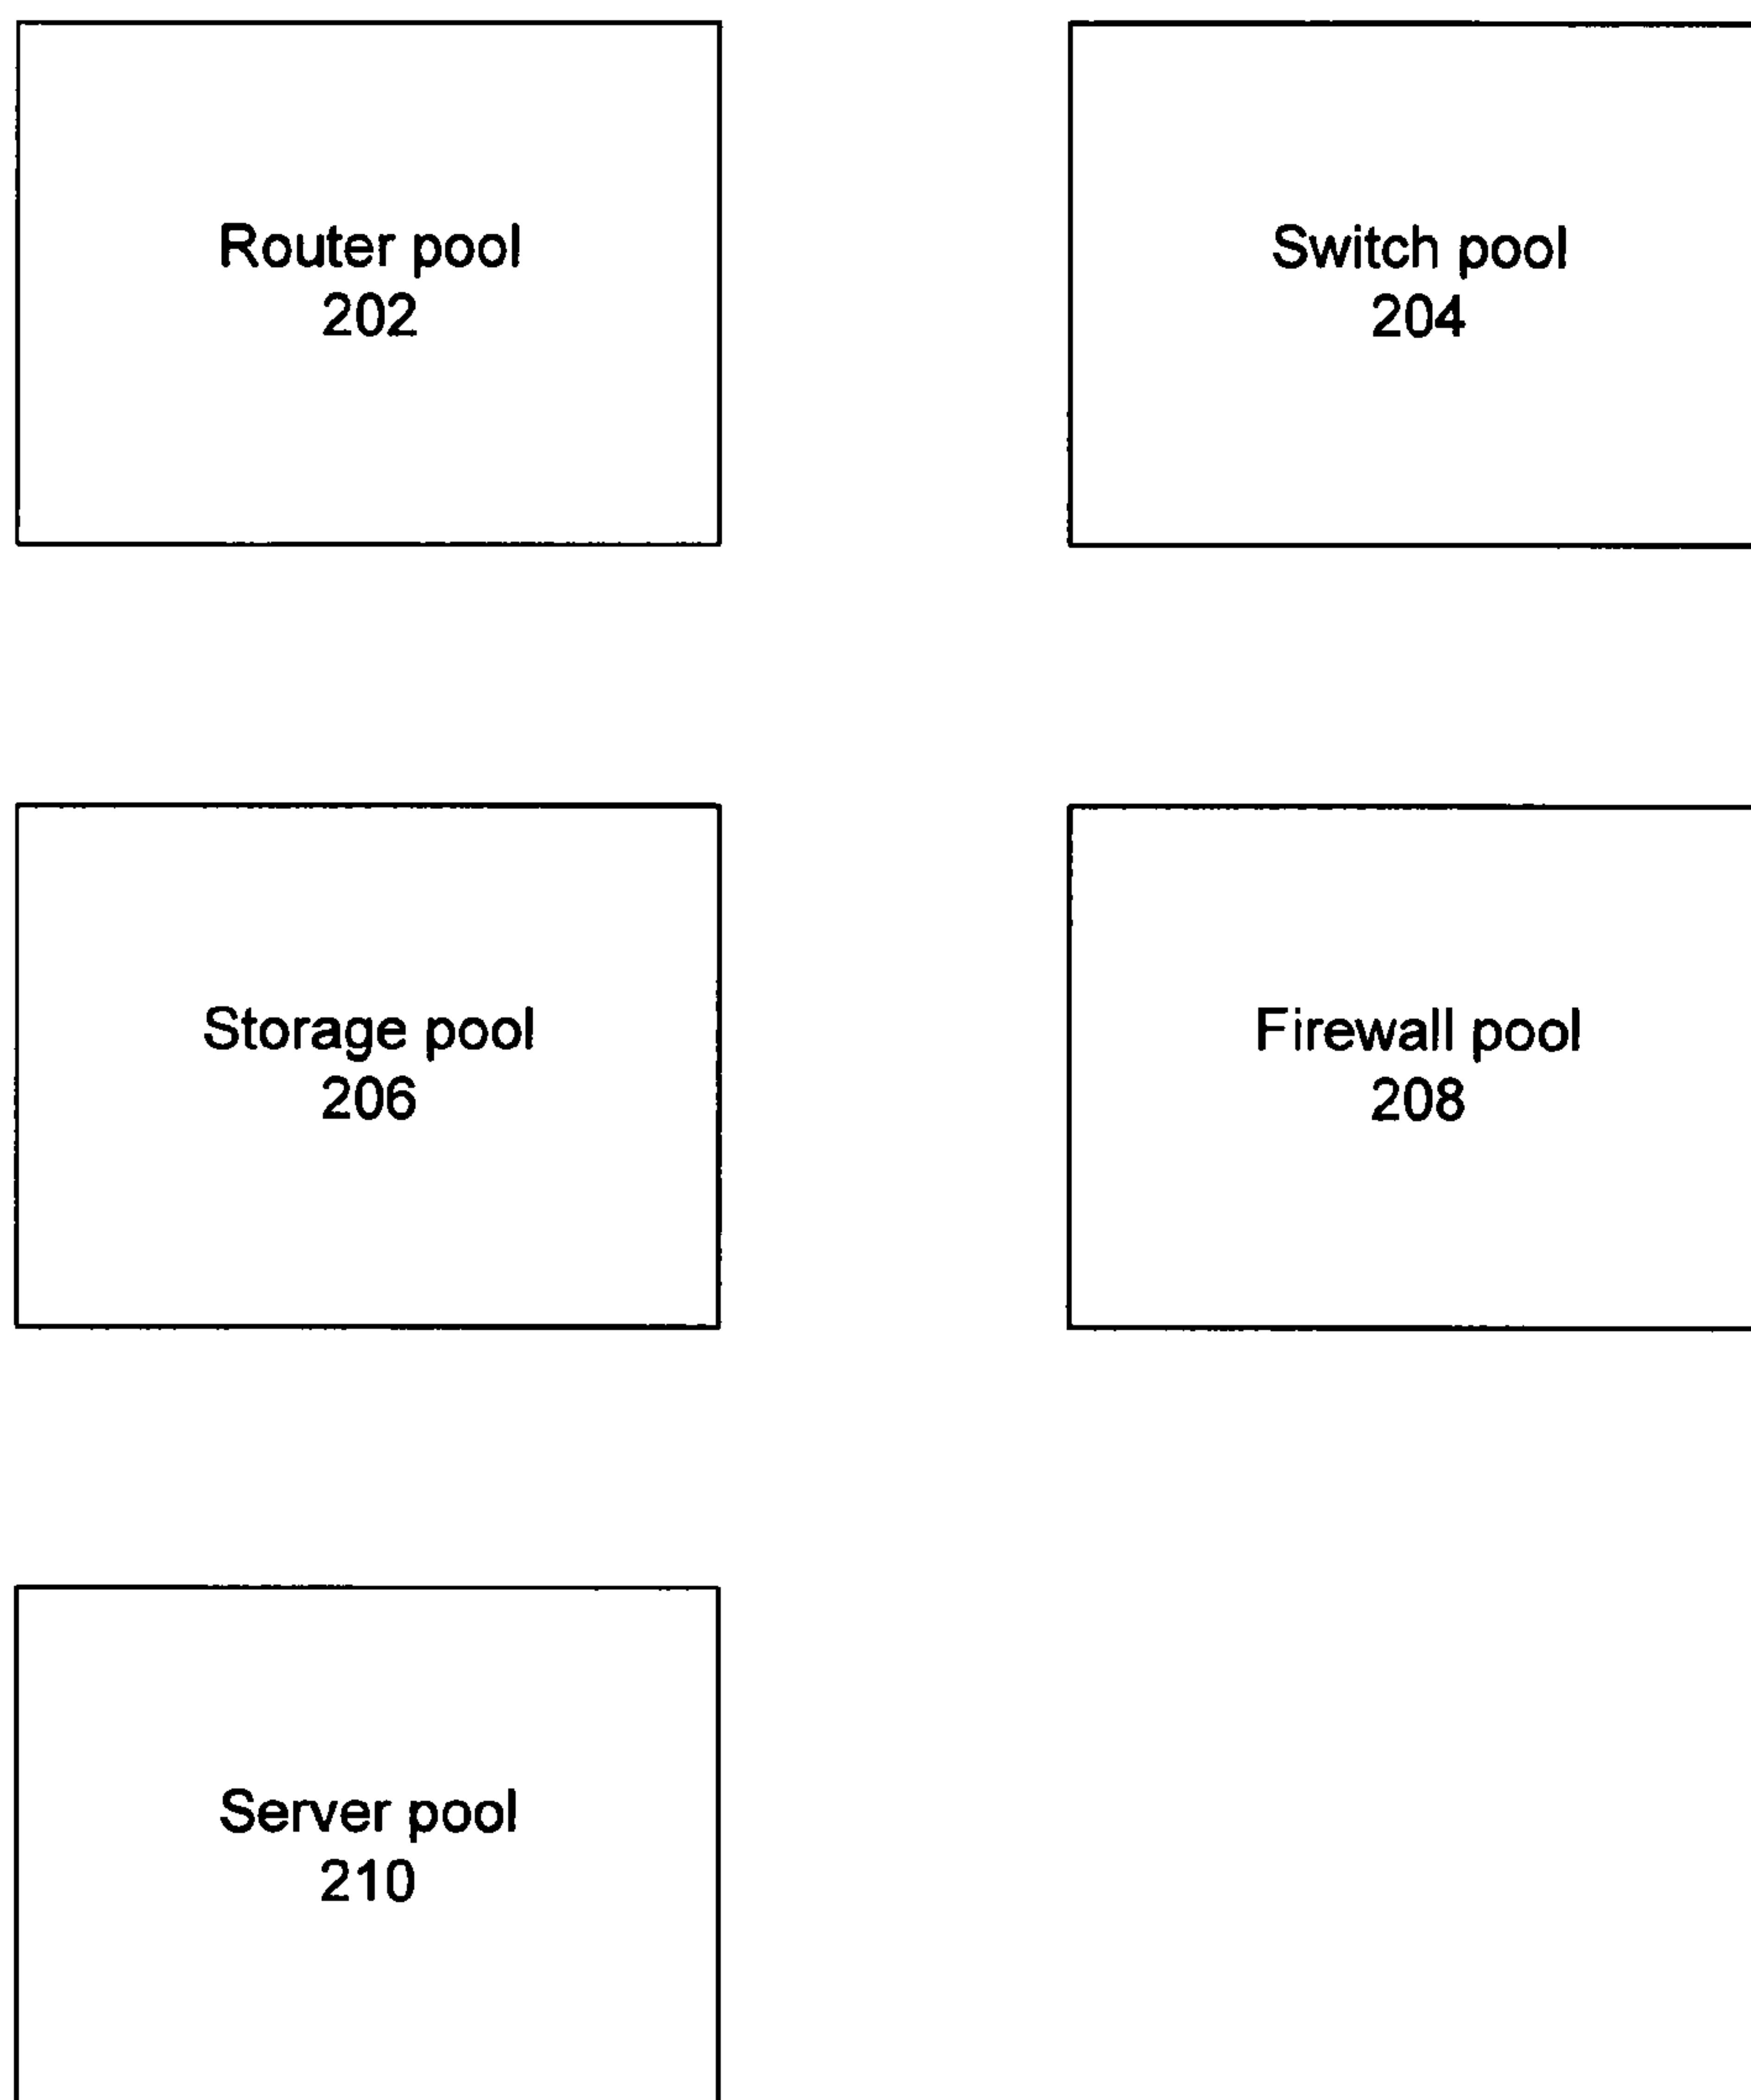 Router pool
202
Switch pool
204
Storage pool
206
Firewall pool
208
Server pool
210